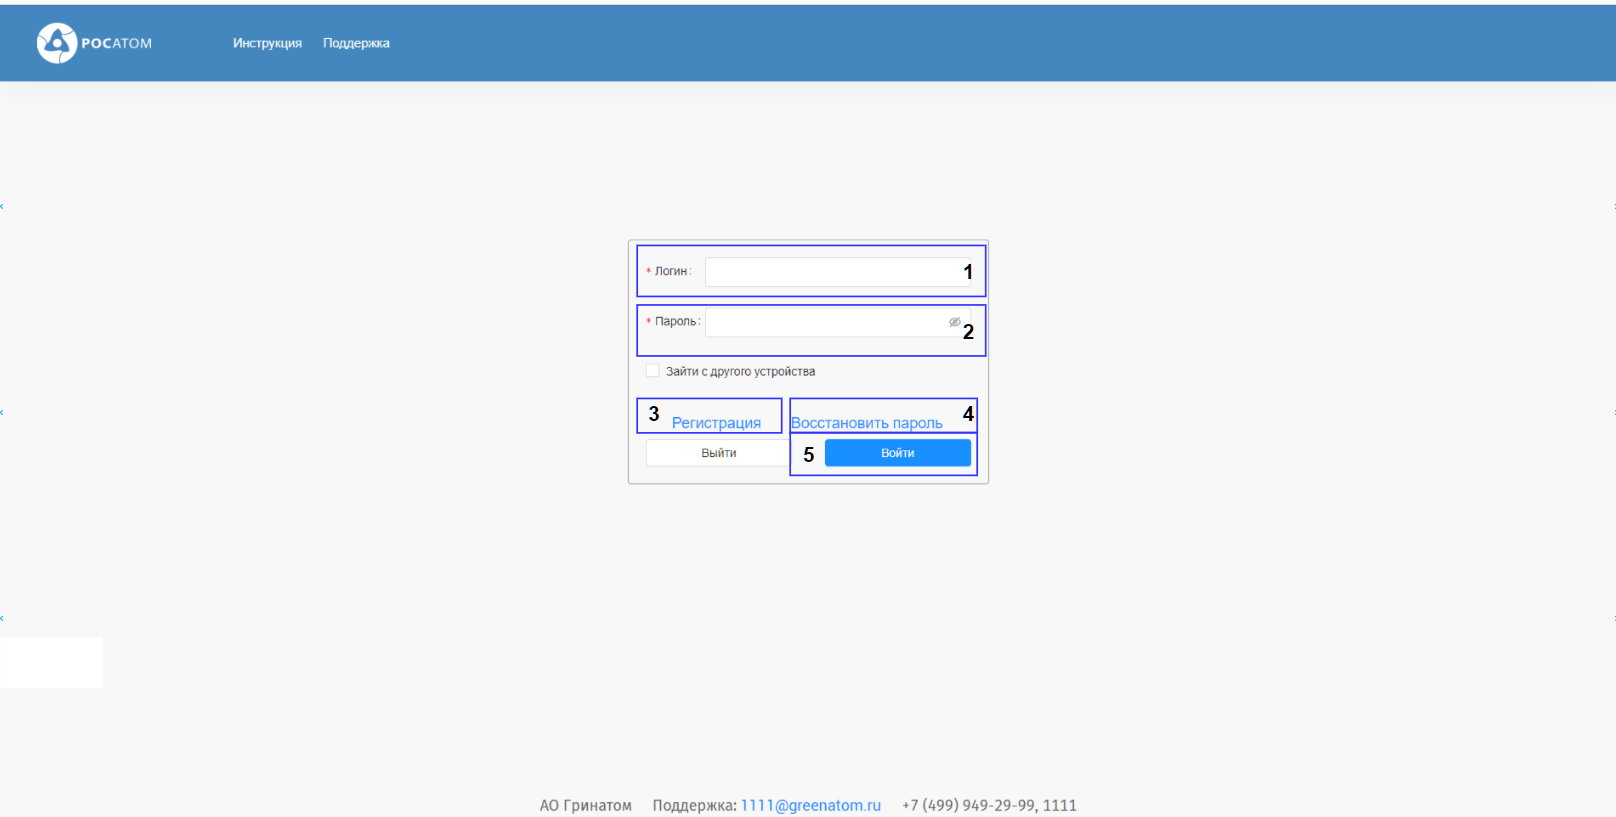 РОСАТОМ Инструкция Поддержка
* Логин: 1
* Пароль: 2
Зайти с другого устройства
3 Регистрация Восстановить пароль 4
Выйти 5 Войти
АО Гринатом Поддержка: 1111@greenatom.ru +7 (499) 949-29-99, 1111